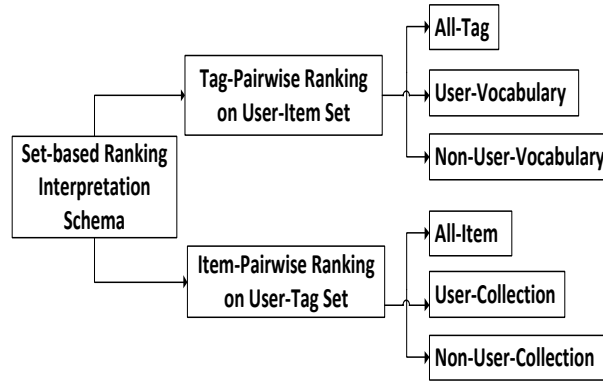 Set-based Ranking
Interpretation
Schema
Tag-Pairwise Ranking
on User-Item Set
All-Tag
User-Vocabulary
Non-User-Vocabulary
Item-Pairwise Ranking
on User-Tag Set
All-Item
User-Collection
Non-User-Collection